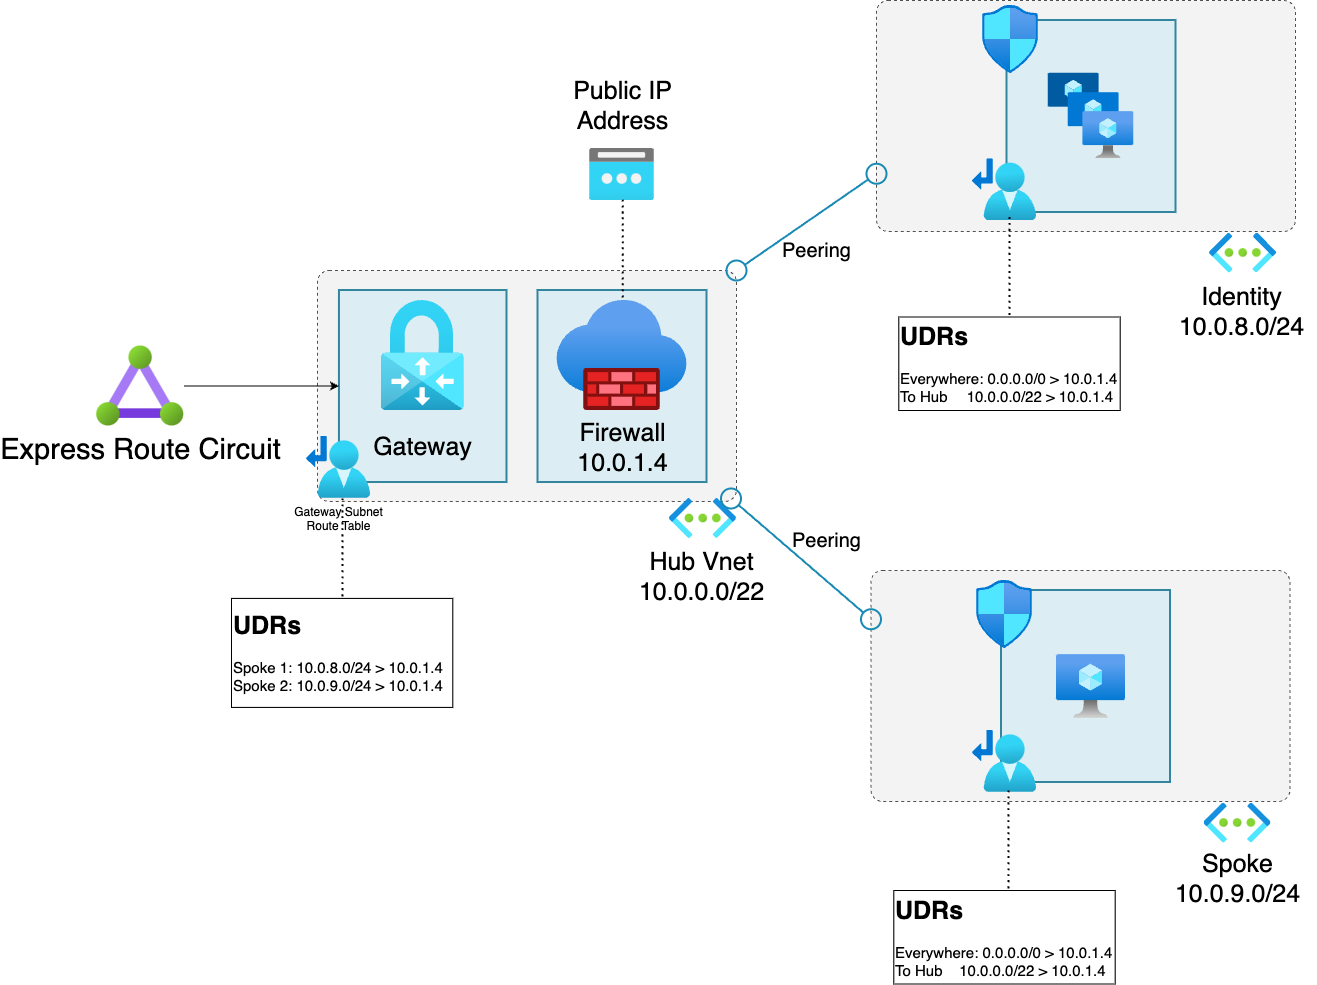 Public IP
Address
Peering
Identity
10.0.8.0/24
UDRs
Everywhere: 0.0.0.0/0 > 10.0.1.4
To Hub 10.0.0.0/22 > 10.0.1.4
Express Route Circuit
Gateway
Firewall
10.0.1.4
Gateway Subnet
Route Table
Hub Vnet
10.0.0.0/22
Peering
UDRs
Spoke 1: 10.0.8.0/24 > 10.0.1.4
Spoke 2: 10.0.9.0/24 > 10.0.1.4
Spoke
10.0.9.0/24
UDRs
Everywhere: 0.0.0.0/0 > 10.0.1.4
To Hub 10.0.0.0/22 > 10.0.1.4